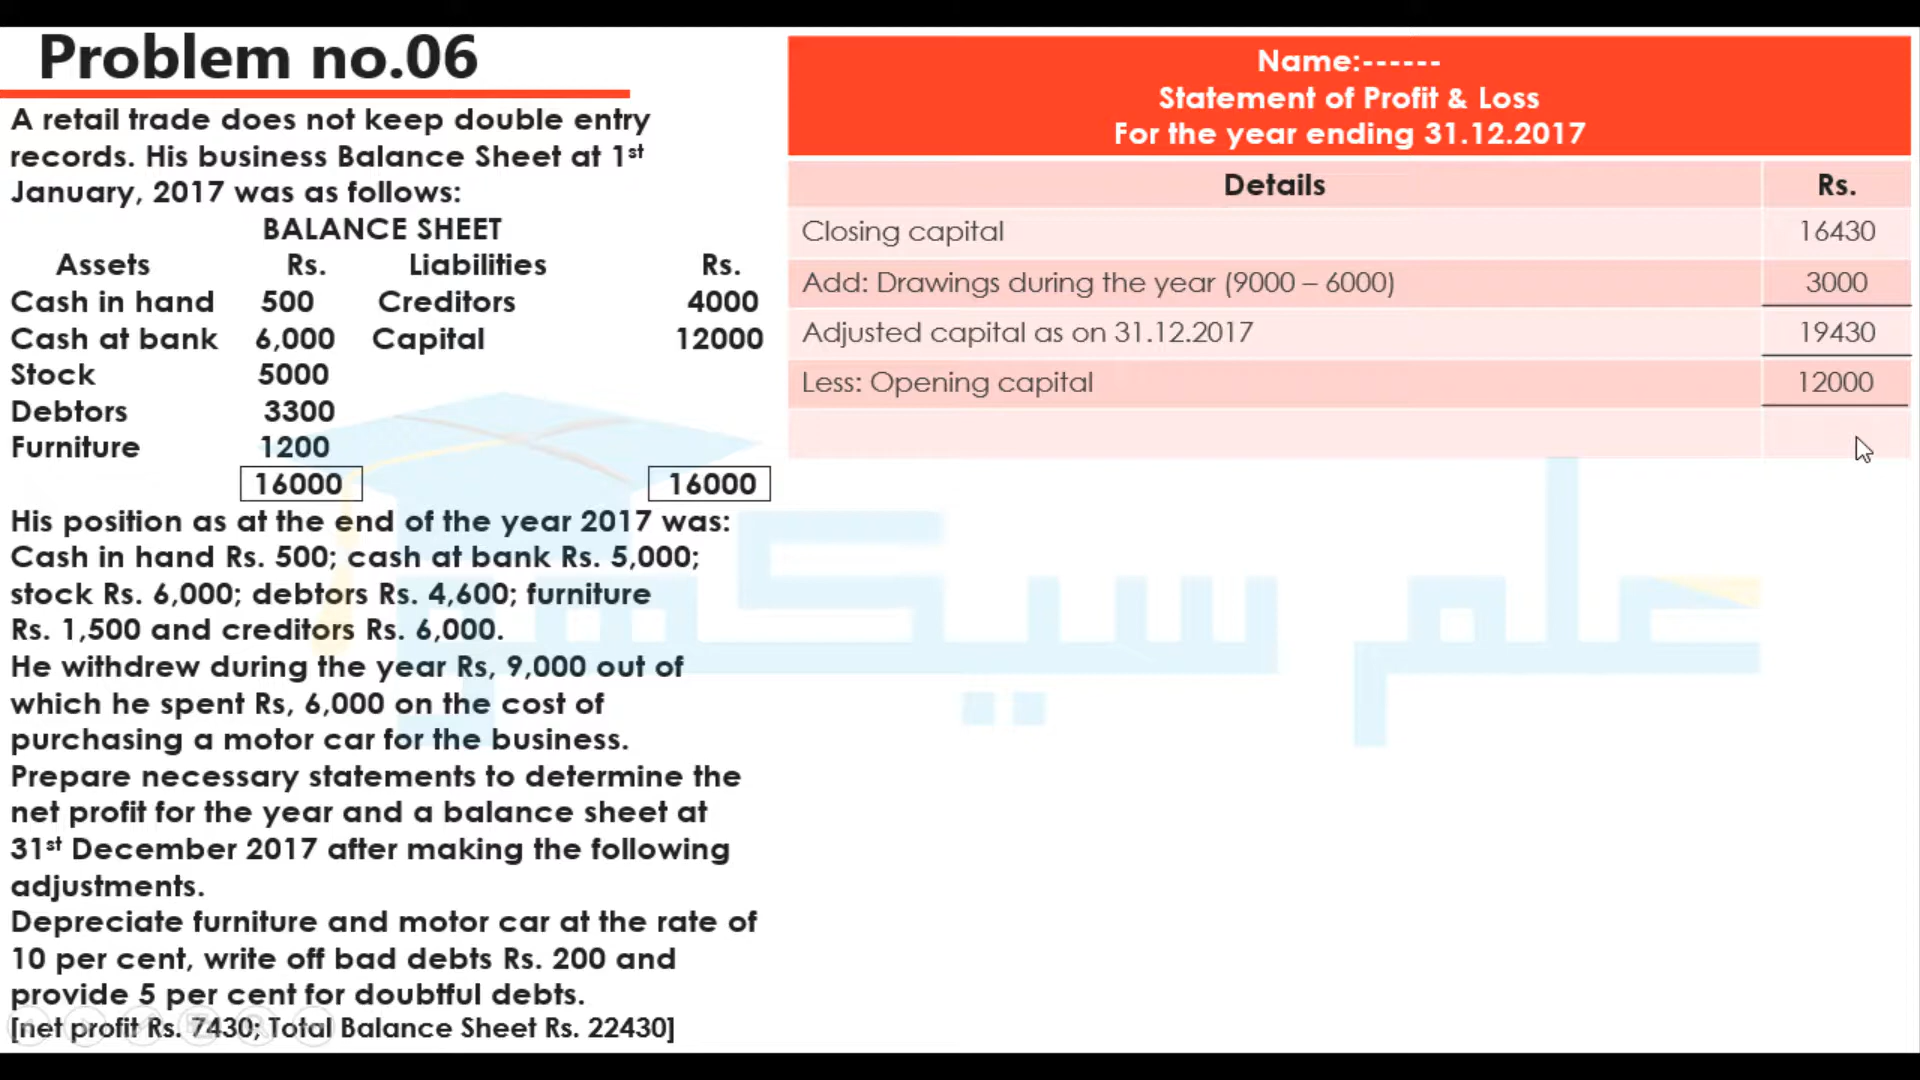 Problem no.06
A retail trade does not keep double entry
records. His business Balance Sheet at 1st
January, 2017 was as follows:
BALANCE SHEET
Assets Rs. Liabilities Rs.
Cash in hand 500 Creditors 4000
Cash at bank 6,000 Capital 12000
Stock 5000
Debtors 3300
Furniture 1200
16000 16000
His position as at the end of the year 2017 was:
Cash in hand Rs. 500; cash at bank Rs. 5,000;
stock Rs. 6,000; debtors Rs. 4,600; furniture
Rs. 1,500 and creditors Rs. 6,000.
He withdrew during the year Rs, 9,000 out of
which he spent Rs, 6,000 on the cost of
purchasing a motor car for the business.
Prepare necessary statements to determine the
net profit for the year and a balance sheet at
31st December 2017 after making the following
adjustments.
Depreciate furniture and motor car at the rate of
10 per cent, write off bad debts Rs. 200 and
provide 5 per cent for doubtful debts.
[net profit Rs. 7430; Total Balance Sheet Rs. 22430]
Name:------
Statement of Profit & Loss
For the year ending 31.12.2017
Details Rs.
Closing capital 16430
Add: Drawings during the year (9000 – 6000) 3000
Adjusted capital as on 31.12.2017 19430
Less: Opening capital 12000
علم سیکھو